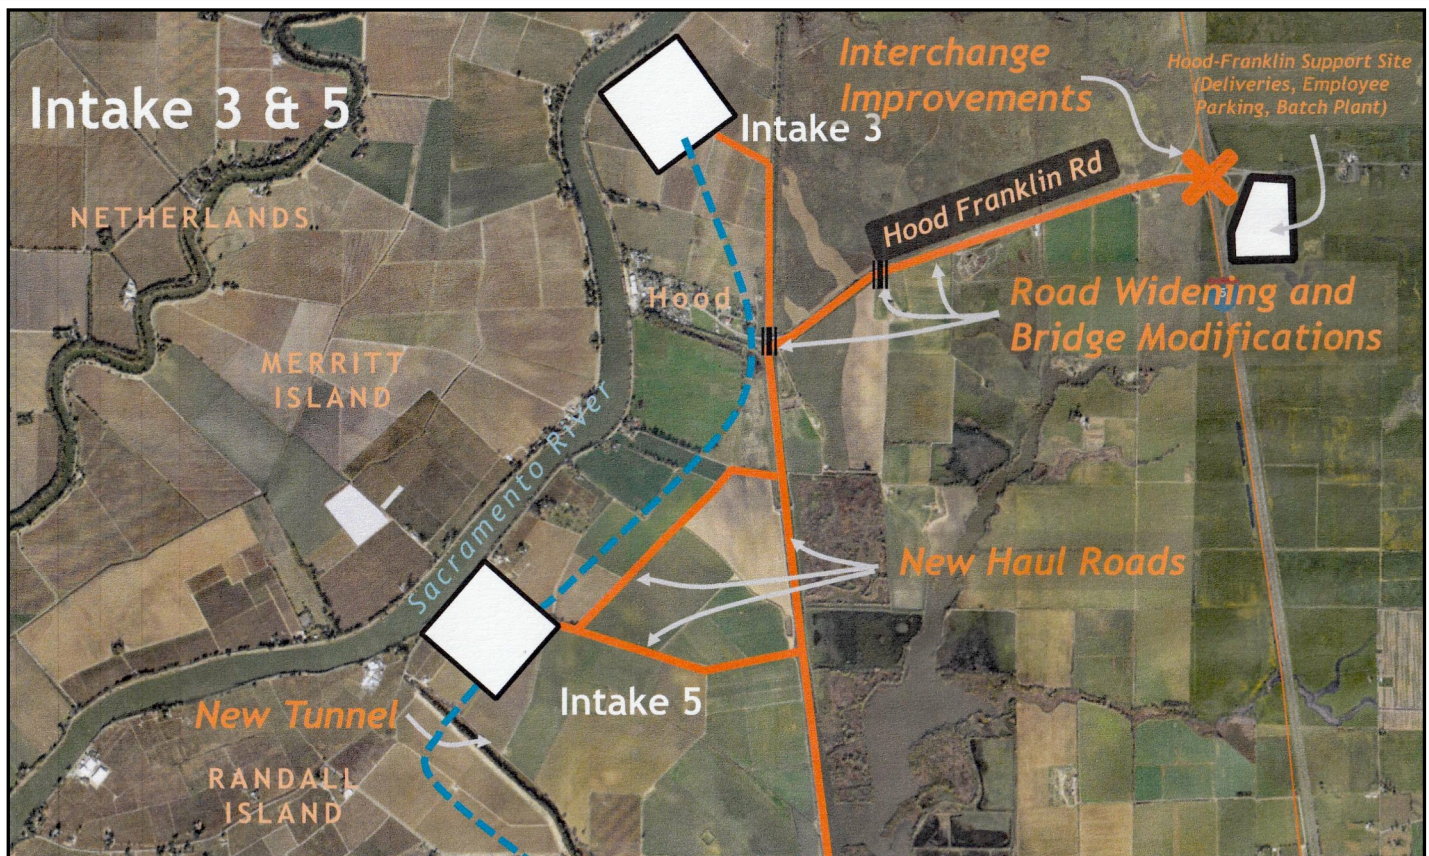 Intake 3 & 5
Interchange
Improvements
Hood-Franklin Support Site
(Deliveries, Employee
Parking, Batch Plant)
Intake 3
Hood Franklin Rd
NETHERLANDS
Hood
Road Widening and
Bridge Modifications
5
MERRITT
ISLAND
Sacramento River
New Haul Roads
Intake 5
New Tunnel
RANDALL
ISLAND